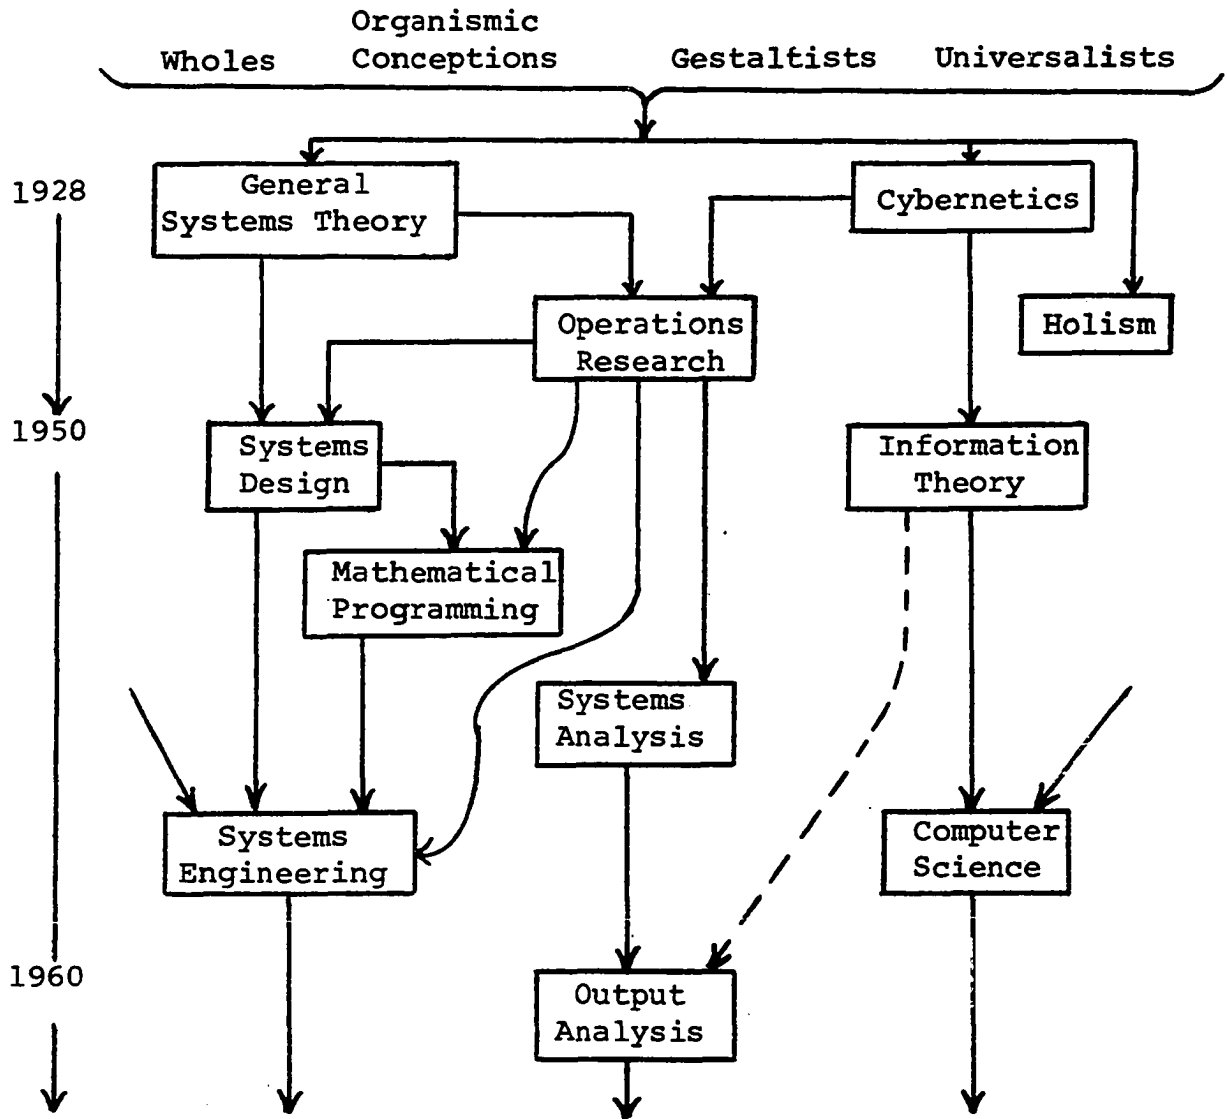 Organismic
Wholes Conceptions Gestaltists Universalists
1928
General
Systems Theory
Cybernetics
Operations
Research
Holism
1950
Systems
Design
Information
Theory
Mathematical
Programming
Systems
Analysis
Systems
Engineering
Computer
Science
1960
Output
Analysis